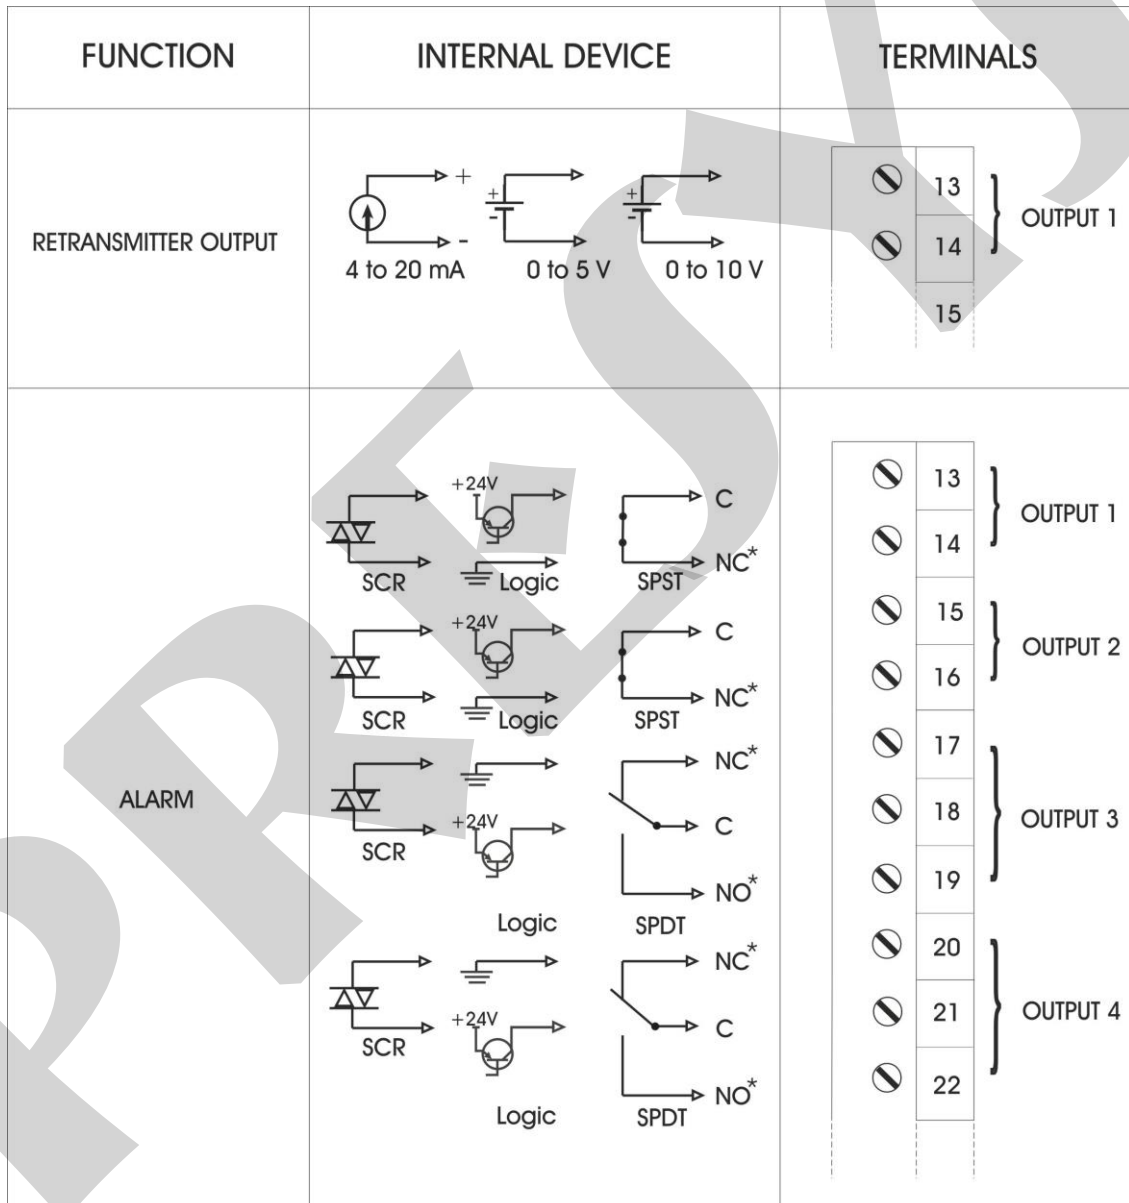 FUNCTION INTERNAL DEVICE TERMINALS
RETRANSMITTER OUTPUT
+ + +
- - -
4 to 20 mA 0 to 5 V 0 to 10 V
13
14
15
OUTPUT 1
ALARM
+24V
C
NC*
SCR Logic SPST
+24V
C
NC*
SCR Logic SPST
NC*
+24V
C
SCR
NO*
Logic SPDT
NC*
+24V
C
SCR
NO*
Logic SPDT
13
14
OUTPUT 1
15
16
OUTPUT 2
17
18
19
OUTPUT 3
20
21
22
OUTPUT 4
PRESYS